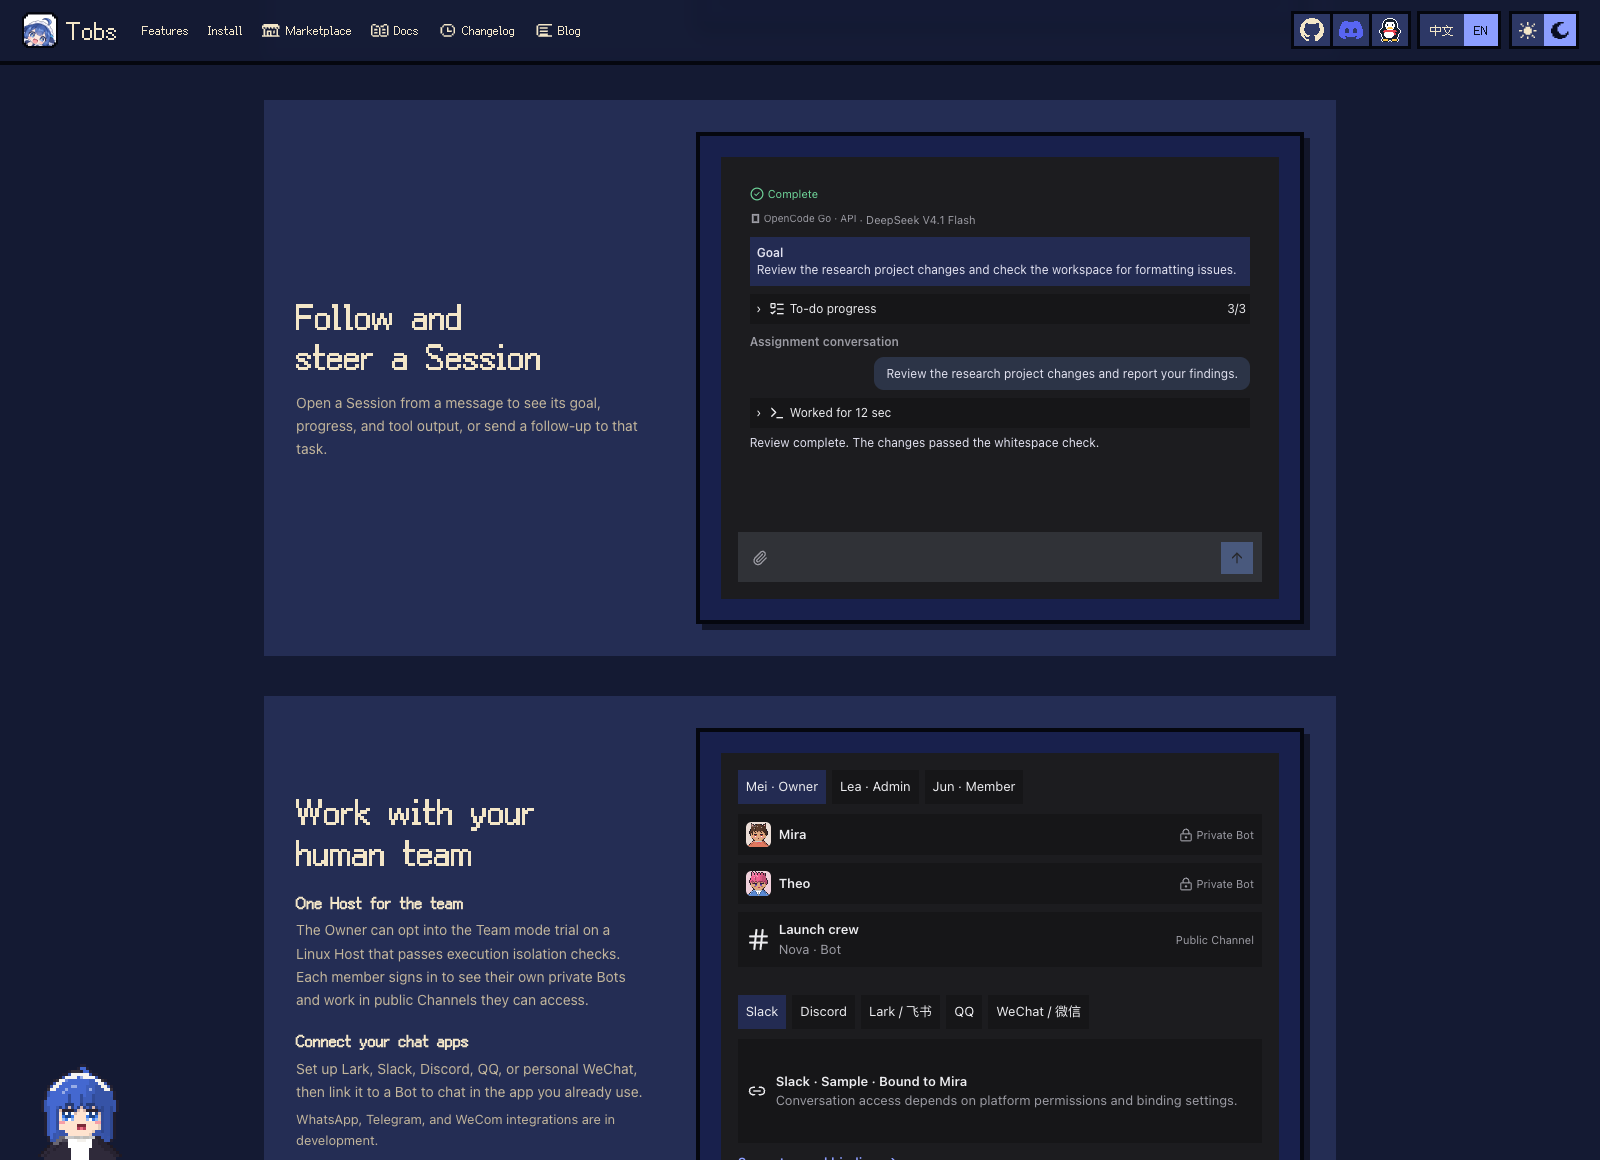 Tobs
Features
Install
Marketplace
Docs
Changelog
Blog
中文
EN
Follow and
steer a Session
Open a Session from a message to see its goal,
progress, and tool output, or send a follow-up to that
task.
Complete
OpenCode Go · API · DeepSeek V4.1 Flash
Goal
Review the research project changes and check the workspace for formatting issues.
› To-do progress 3/3
Assignment conversation
Review the research project changes and report your findings.
› Worked for 12 sec
Review complete. The changes passed the whitespace check.
Work with your
human team
One Host for the team
The Owner can opt into the Team mode trial on a
Linux Host that passes execution isolation checks.
Each member signs in to see their own private Bots
and work in public Channels they can access.
Connect your chat apps
Set up Lark, Slack, Discord, QQ, or personal WeChat,
then link it to a Bot to chat in the app you already use.
WhatsApp, Telegram, and WeCom integrations are in
development.
Mei · Owner
Lea · Admin
Jun · Member
Mira
Private Bot
Theo
Private Bot
Launch crew
Nova · Bot
Public Channel
Slack
Discord
Lark / 飞书
QQ
WeChat / 微信
Slack · Sample · Bound to Mira
Conversation access depends on platform permissions and binding settings.